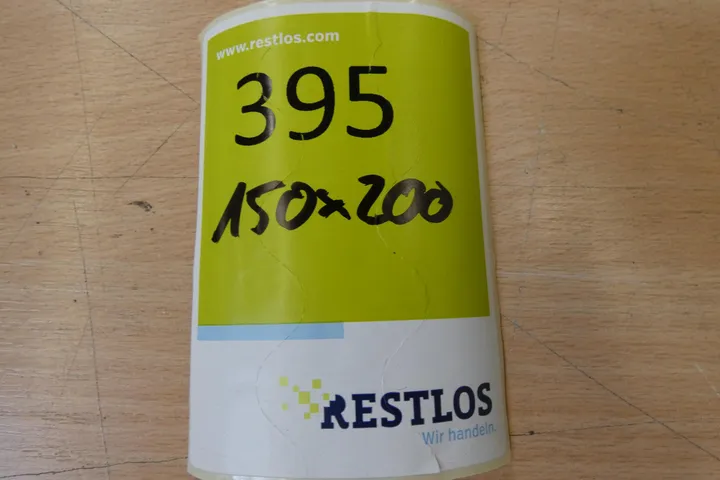 www.restlos.com
395
150x200
RESTLOS
Wir handeln.